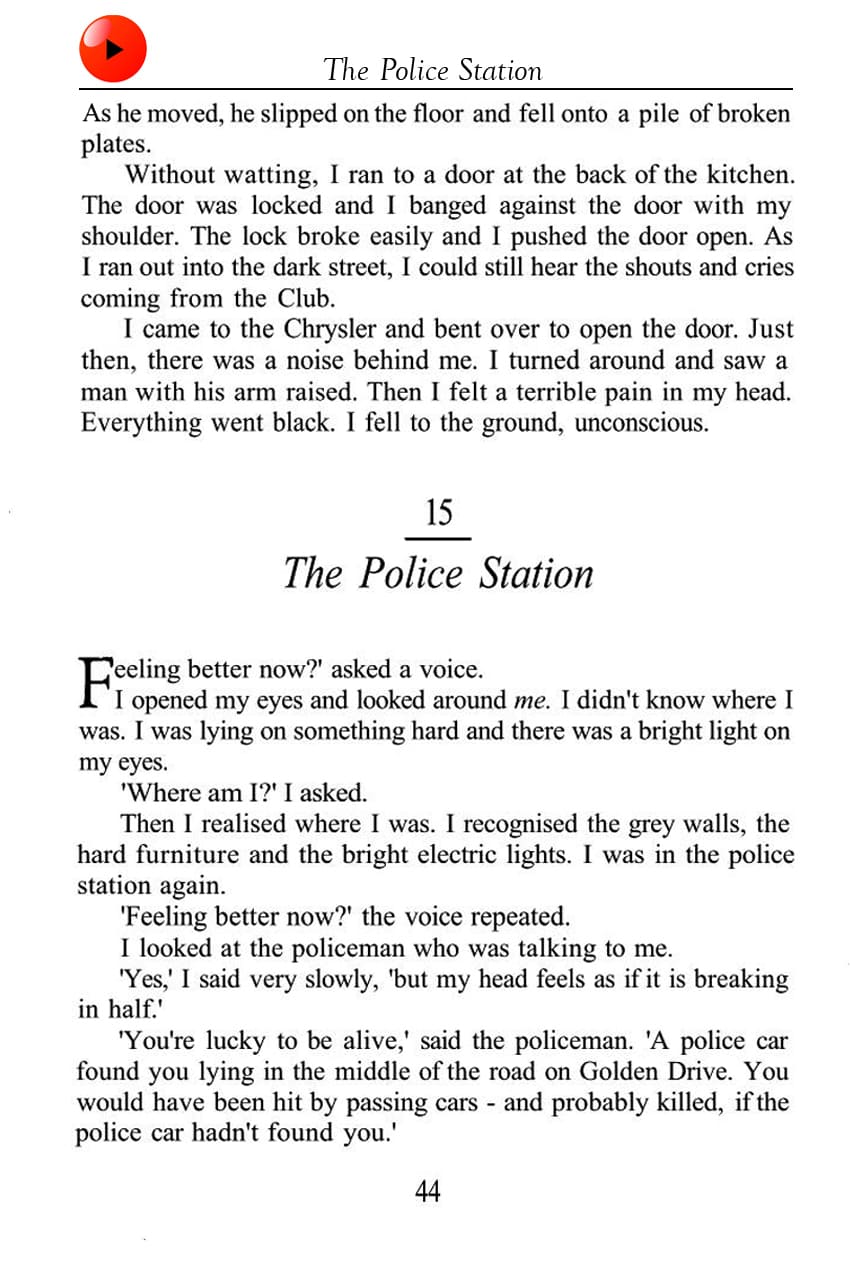 The Police Station
As he moved, he slipped on the floor and fell onto a pile of broken
plates.
Without watting, I ran to a door at the back of the kitchen.
The door was locked and I banged against the door with my
shoulder. The lock broke easily and I pushed the door open. As
I ran out into the dark street, I could still hear the shouts and cries
coming from the Club.
I came to the Chrysler and bent over to open the door. Just
then, there was a noise behind me. I turned around and saw a
man with his arm raised. Then I felt a terrible pain in my head.
Everything went black. I fell to the ground, unconscious.
15
The Police Station
Feeling better now?' asked a voice.
I opened my eyes and looked around me. I didn't know where I
was. I was lying on something hard and there was a bright light on
my eyes.
'Where am I?' I asked.
Then I realised where I was. I recognised the grey walls, the
hard furniture and the bright electric lights. I was in the police
station again.
'Feeling better now?' the voice repeated.
I looked at the policeman who was talking to me.
'Yes,' I said very slowly, 'but my head feels as if it is breaking
in half.'
'You're lucky to be alive,' said the policeman. 'A police car
found you lying in the middle of the road on Golden Drive. You
would have been hit by passing cars - and probably killed, if the
police car hadn't found you.'
44